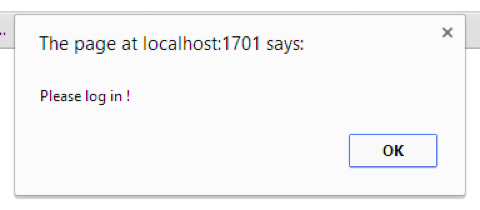 The page at localhost:1701 says:
Please log in !
OK